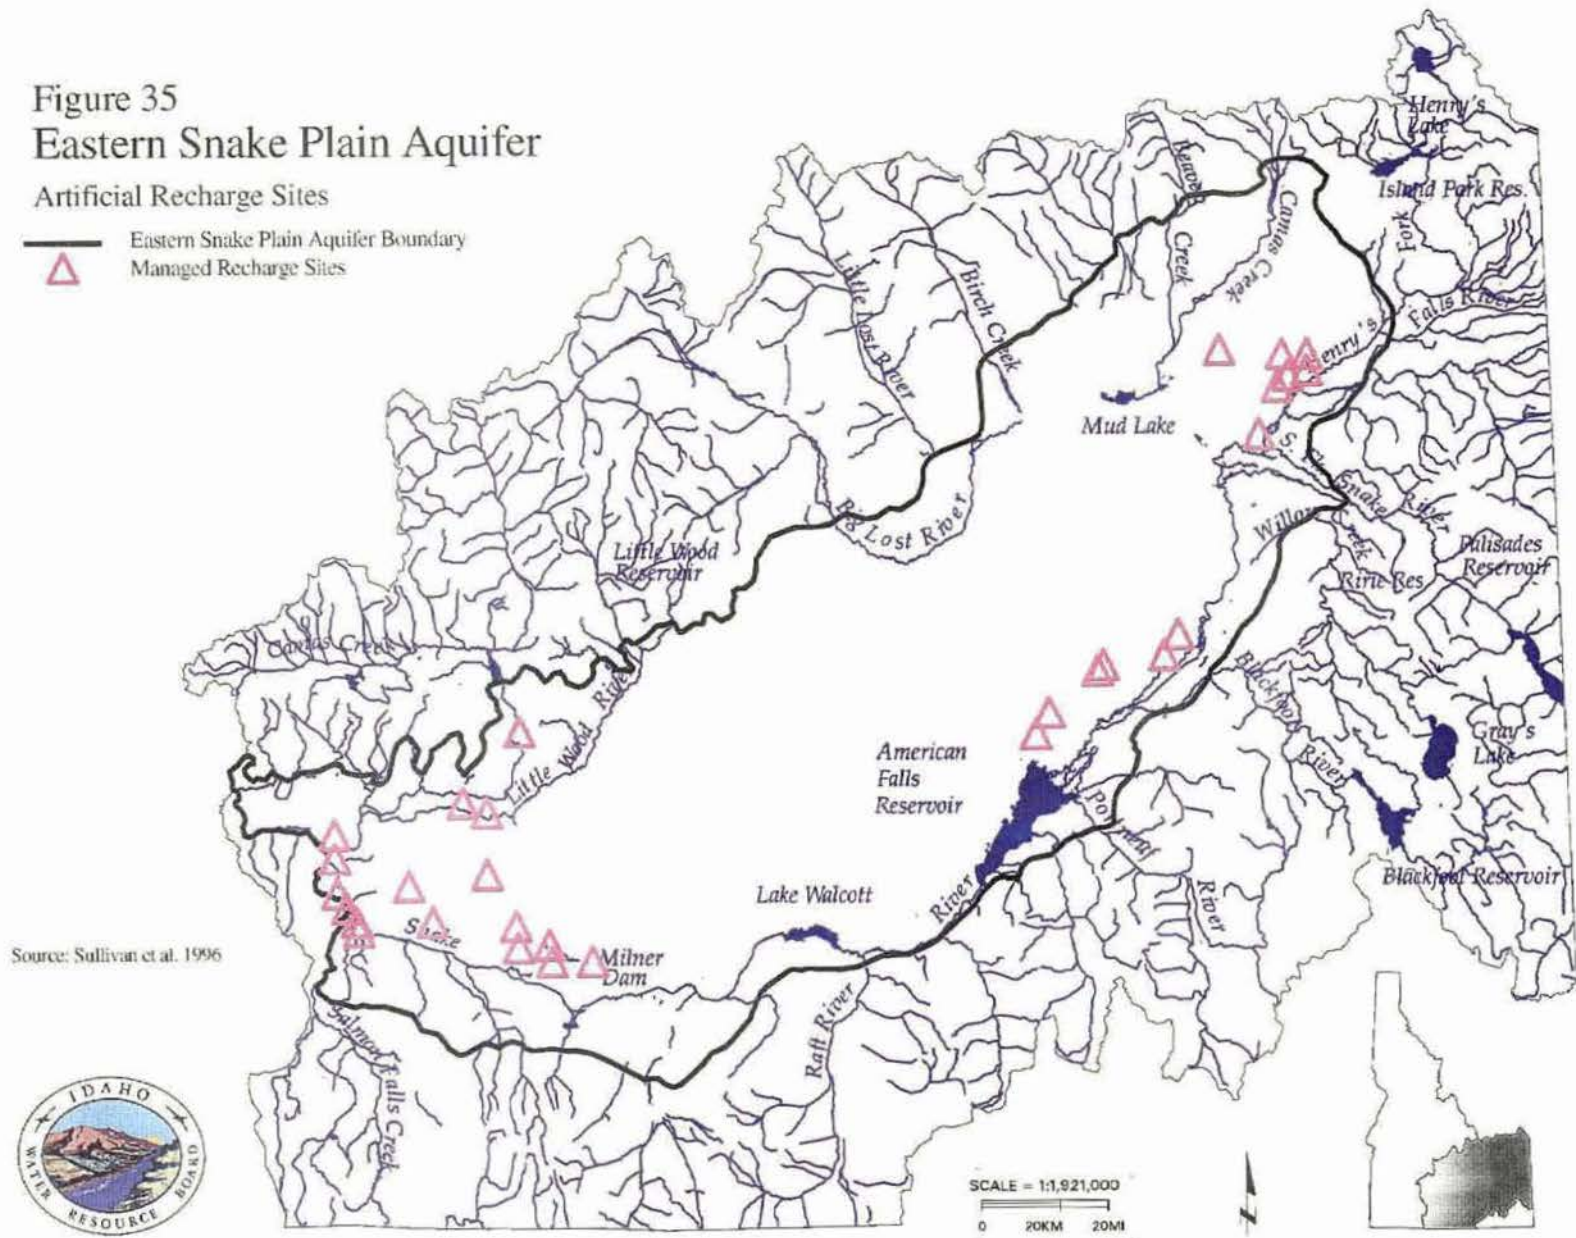 Figure 35
Eastern Snake Plain Aquifer
Artificial Recharge Sites
Eastern Snake Plain Aquifer Boundary
Managed Recharge Sites
Henry's
Lake
Island Park Res.
Fork
Falls River
Henry's
Beaver
Creek
Camas Creek
Birch Creek
Little Lost River
Mud Lake
S.
Snake River
Willow
Creek
Ririe Res
Palisades
Reservoir
Big Lost River
Little Wood
Reservoir
Camas Creek
Little Wood River
Blackfoot
River
Gray's
Lake
Blackfoot Reservoir
American
Falls
Reservoir
Portneuf
River
River
Lake Walcott
Snake
Milner
Dam
Raft River
Salmon Falls Creek
Source: Sullivan et al. 1996
IDAHO
WATER
RESOURCE
BOARD
SCALE = 1:1,921,000
0 20KM 20MI